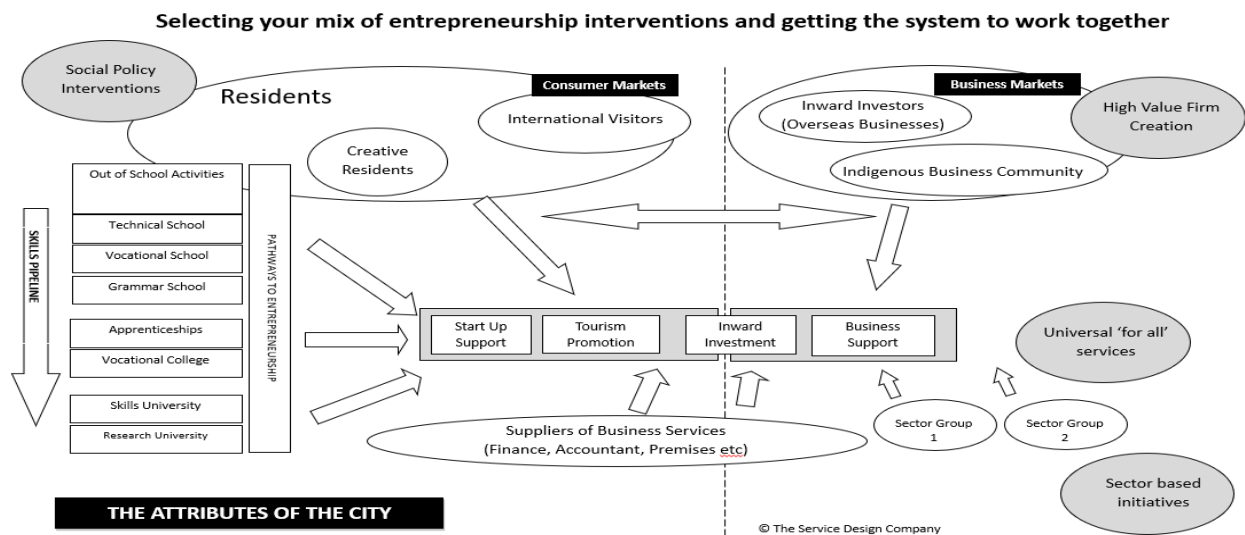 Selecting your mix of entrepreneurship interventions and getting the system to work together
Social Policy
Interventions
Residents
Consumer Markets
International Visitors
Creative
Residents
Business Markets
Inward Investors
(Overseas Businesses)
Indigenous Business Community
High Value Firm
Creation
SKILLS PIPELINE
Out of School Activities
Technical School
Vocational School
Grammar School
Apprenticeships
Vocational College
Skills University
Research University
PATHWAYS TO ENTREPRENEURSHIP
Start Up
Support
Tourism
Promotion
Inward
Investment
Business
Support
Universal ‘for all’
services
Suppliers of Business Services
(Finance, Accountant, Premises etc)
Sector Group
1
Sector Group
2
Sector based
initiatives
THE ATTRIBUTES OF THE CITY
© The Service Design Company